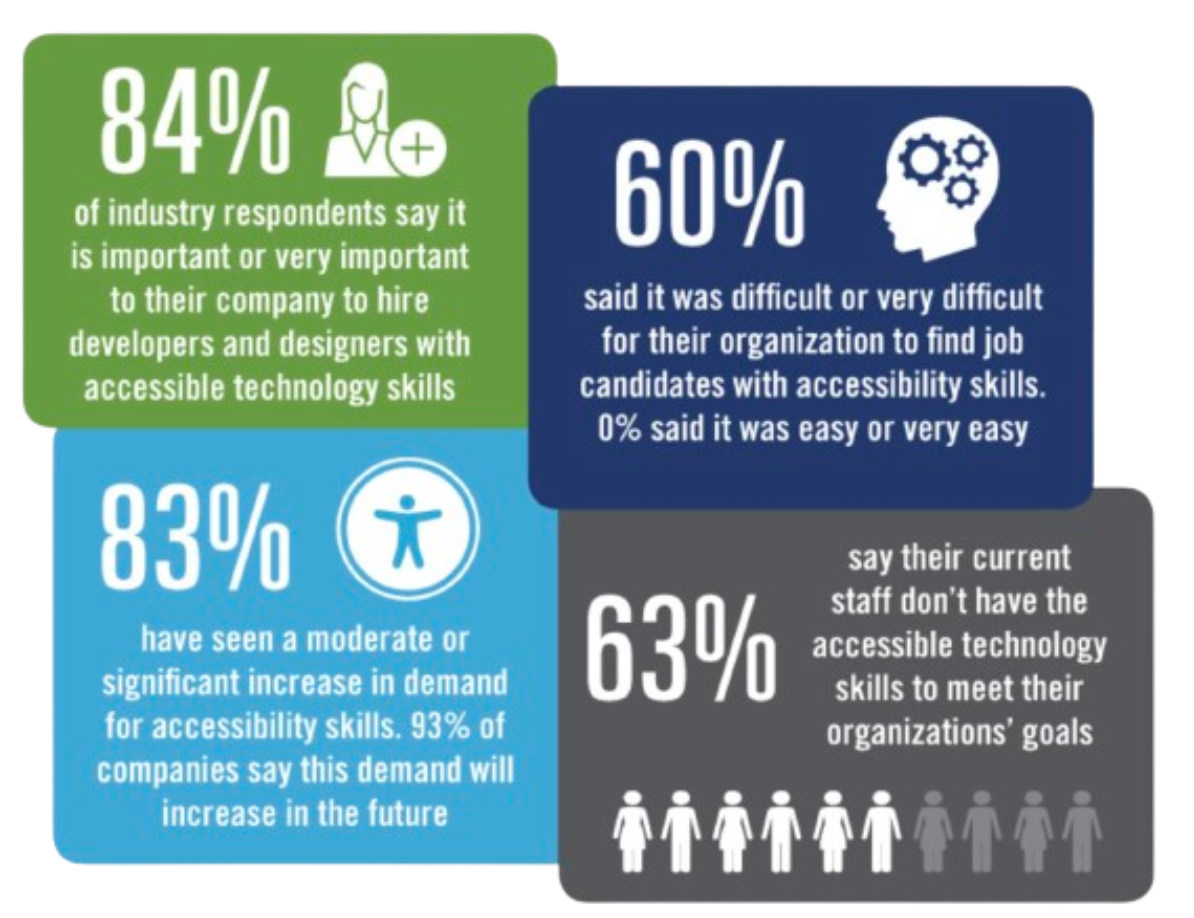 84%
of industry respondents say it
is important or very important
to their company to hire
developers and designers with
accessible technology skills
60%
said it was difficult or very difficult
for their organization to find job
candidates with accessibility skills.
0% said it was easy or very easy
83%
have seen a moderate or
significant increase in demand
for accessibility skills. 93% of
companies say this demand will
increase in the future
63%
say their current
staff don't have the
accessible technology
skills to meet their
organizations' goals